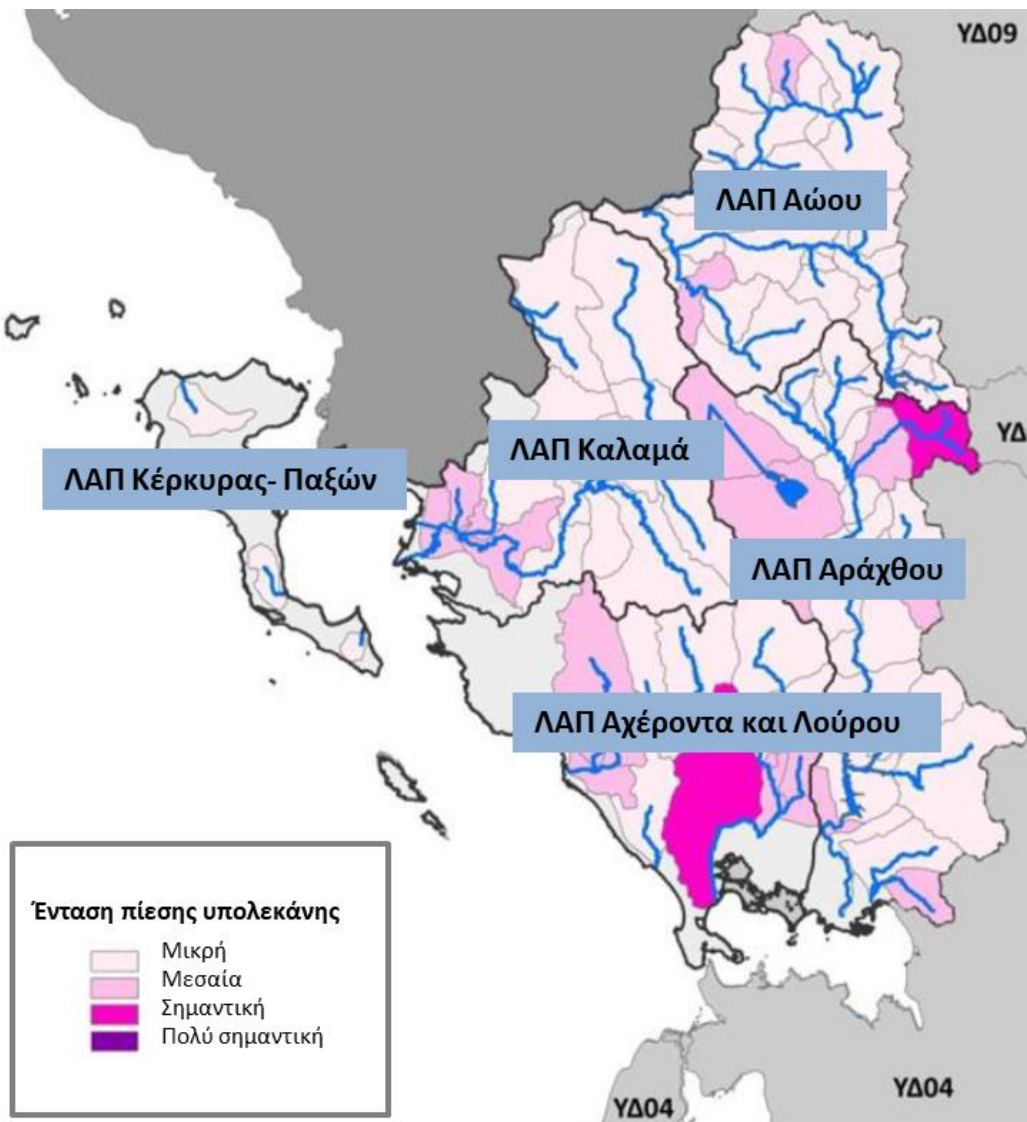 ΥΔ09
ΛΑΠ Αώου
ΥΔ
ΛΑΠ Καλαμά
ΛΑΠ Κέρκυρας- Παξών
ΛΑΠ Αράχθου
ΛΑΠ Αχέροντα και Λούρου
Ένταση πίεσης υπολεκάνης
Μικρή
Μεσαία
Σημαντική
Πολύ σημαντική
ΥΔ04
ΥΔ04